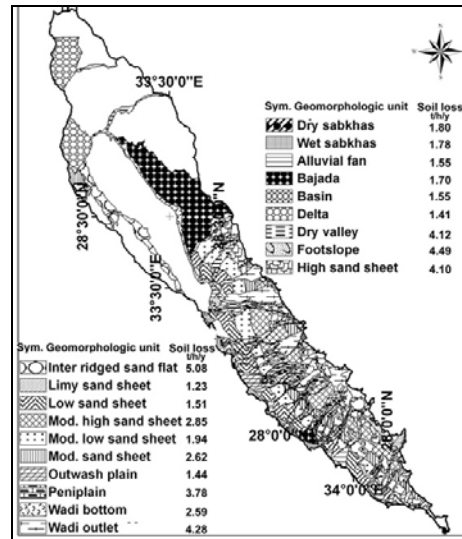 33°30'0"E
Sym. Geomorphologic unit Soil loss
t/h/y
Dry sabkhas 1.80
Wet sabkhas 1.78
Alluvial fan 1.55
Bajada 1.70
Basin 1.55
Delta 1.41
Dry valley 4.12
Footslope 4.49
High sand sheet 4.10
28°30'0"N
33°30'0"E
Sym. Geomorphologic unit Soil loss
t/h/y
Inter ridged sand flat 5.08
Limy sand sheet 1.23
Low sand sheet 1.51
Mod. high sand sheet 2.85
Mod. low sand sheet 1.94
Mod. sand sheet 2.62
Outwash plain 1.44
Peniplain 3.78
Wadi bottom 2.59
Wadi outlet 4.28
28°0'0"N
34°0'0"E